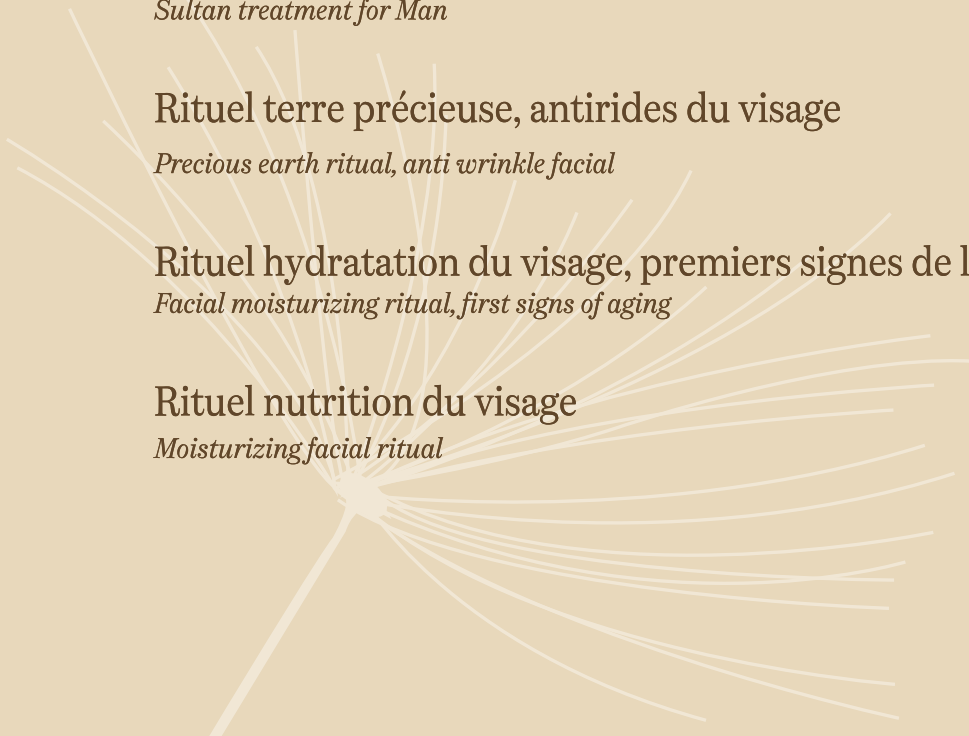 Sultan treatment for Man
Rituel terre précieuse, antirides du visage
Precious earth ritual, anti wrinkle facial
Rituel hydratation du visage, premiers signes de l
Facial moisturizing ritual, first signs of aging
Rituel nutrition du visage
Moisturizing facial ritual